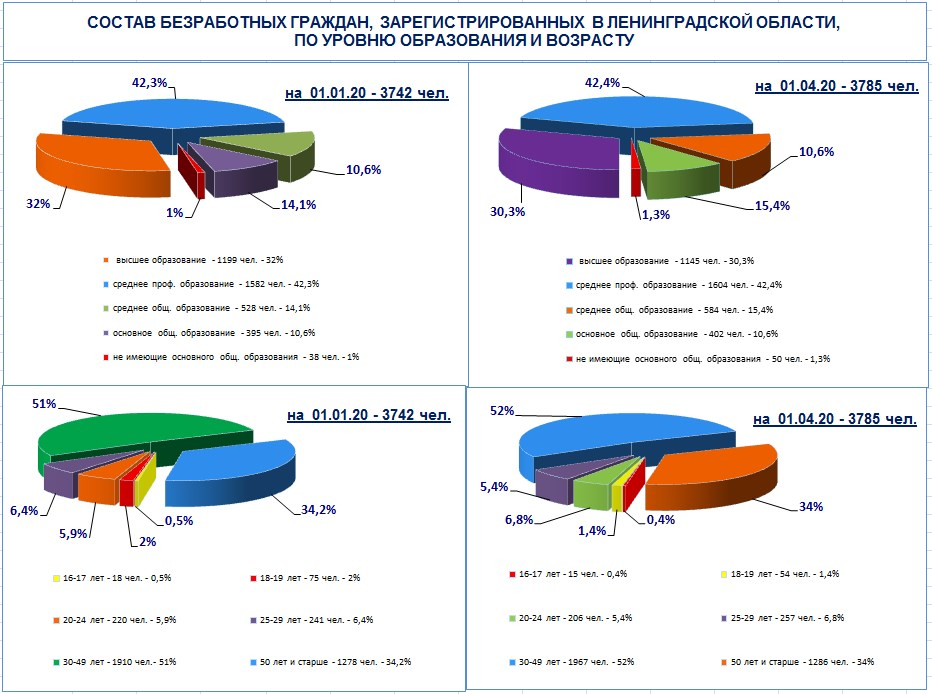 СОСТАВ БЕЗРАБОТНЫХ ГРАЖДАН, ЗАРЕГИСТРИРОВАННЫХ В ЛЕНИНГРАДСКОЙ ОБЛАСТИ,
ПО УРОВНЮ ОБРАЗОВАНИЯ И ВОЗРАСТУ
на 01.01.20 - 3742 чел.
42,3%
10,6%
14,1%
1%
32%
высшее образование - 1199 чел. - 32%
среднее проф. образование - 1582 чел. - 42,3%
среднее общ. образование - 528 чел. - 14,1%
основное общ. образование - 395 чел. - 10,6%
не имеющие основного общ. образования - 38 чел. - 1%
на 01.04.20 - 3785 чел.
42,4%
10,6%
15,4%
1,3%
30,3%
высшее образование - 1145 чел. - 30,3%
среднее проф. образование - 1604 чел. - 42,4%
среднее общ. образование - 584 чел. - 15,4%
основное общ. образование - 402 чел. - 10,6%
не имеющие основного общ. образования - 50 чел. - 1,3%
на 01.01.20 - 3742 чел.
51%
34,2%
0,5%
2%
5,9%
6,4%
16-17 лет - 18 чел. - 0,5%
18-19 лет - 75 чел. - 2%
20-24 лет - 220 чел. - 5,9%
25-29 лет - 241 чел. - 6,4%
30-49 лет - 1910 чел.- 51%
50 лет и старше - 1278 чел. - 34,2%
на 01.04.20 - 3785 чел.
52%
34%
0,4%
1,4%
6,8%
5,4%
16-17 лет - 15 чел. - 0,4%
18-19 лет - 54 чел. - 1,4%
20-24 лет - 206 чел. - 5,4%
25-29 лет - 257 чел. - 6,8%
30-49 лет - 1967 чел. - 52%
50 лет и старше - 1286 чел. - 34%